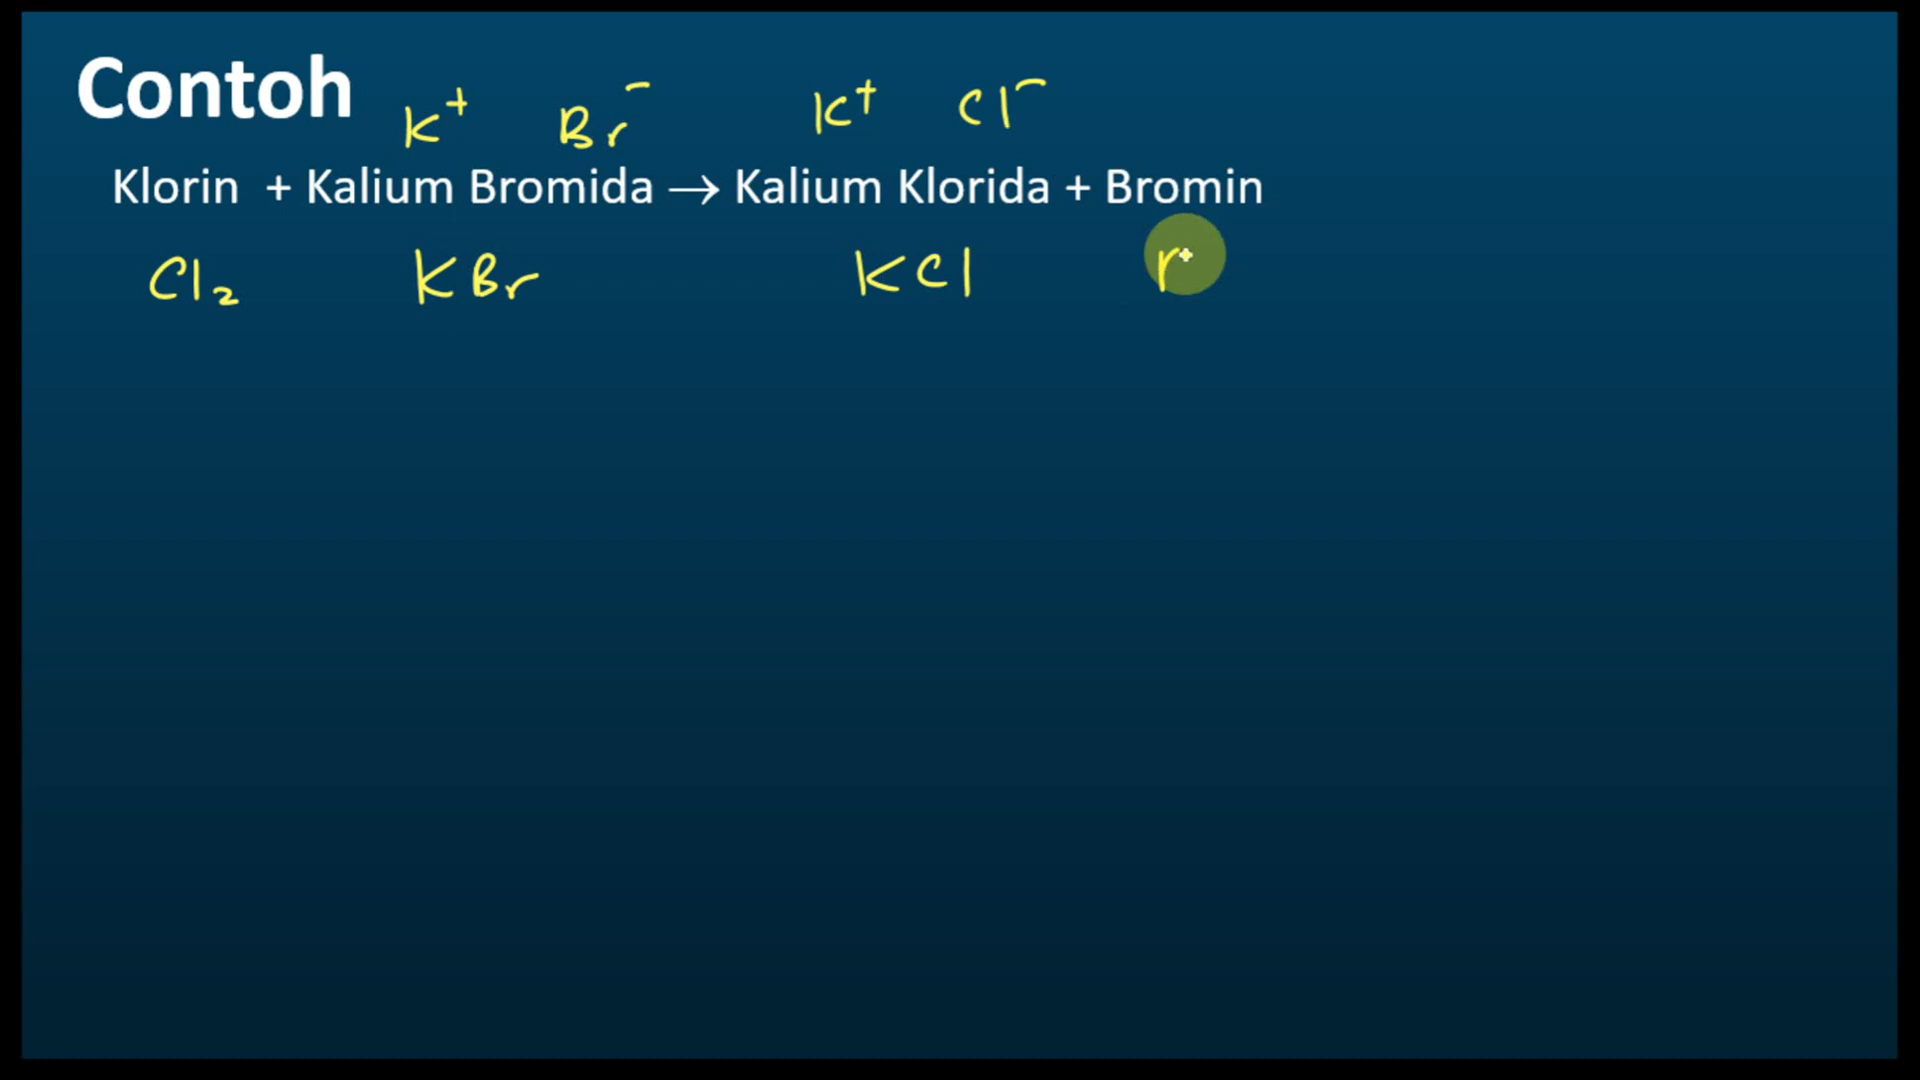 Contoh
K⁺ Br⁻ K⁺ Cl⁻
Klorin + Kalium Bromida → Kalium Klorida + Bromin
Cl₂ KBr KCl